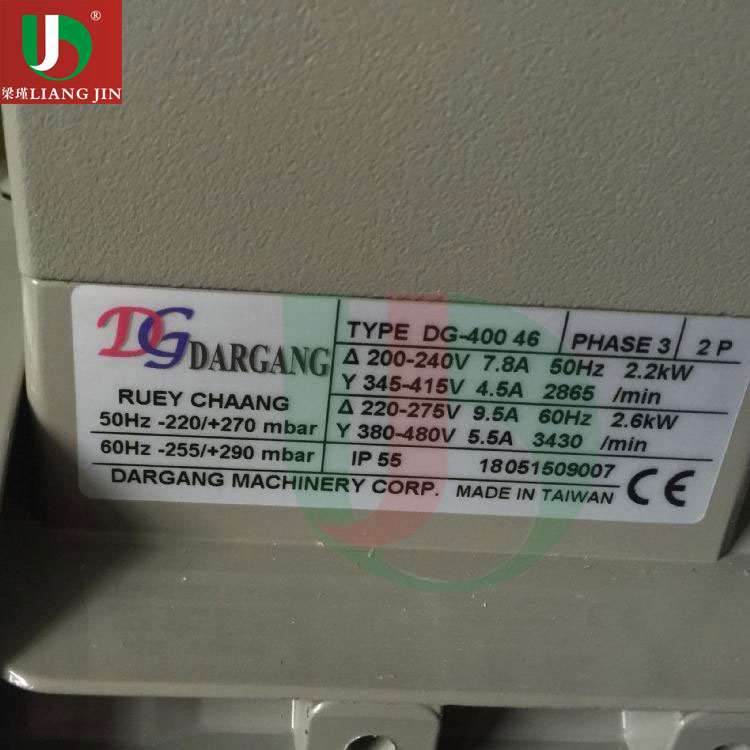 ®
梁瑾LIANG JIN
DG DARGANG
RUEY CHAANG
50Hz -220/+270 mbar
60Hz -255/+290 mbar
TYPE DG-400 46 PHASE 3 2 P
Δ 200-240V 7.8A 50Hz 2.2kW
Y 345-415V 4.5A 2865 /min
Δ 220-275V 9.5A 60Hz 2.6kW
Y 380-480V 5.5A 3430 /min
IP 55 18051509007
DARGANG MACHINERY CORP. MADE IN TAIWAN CE